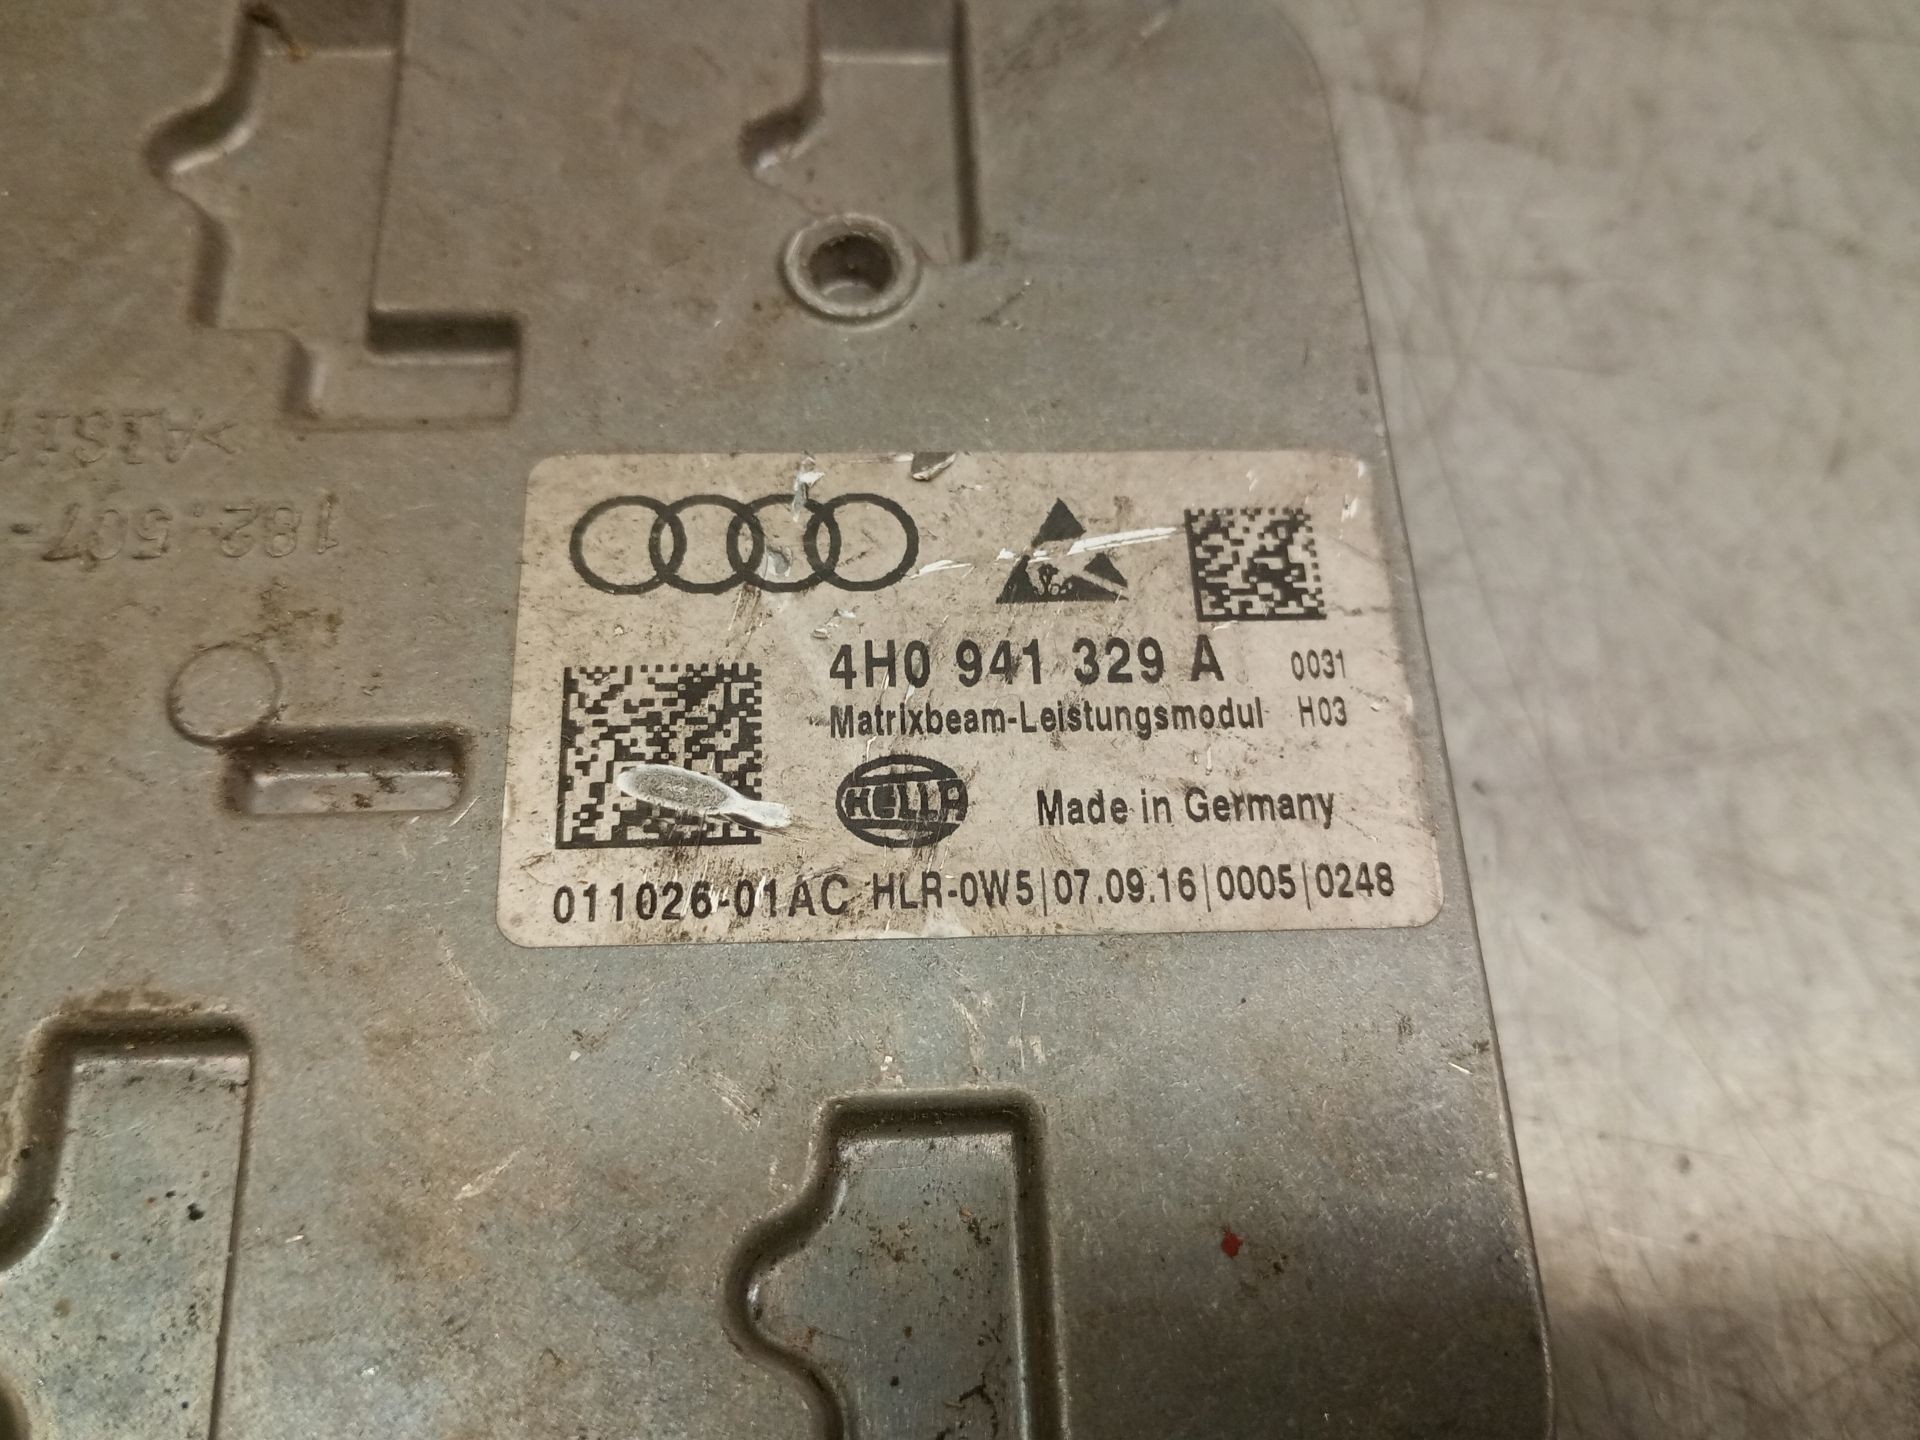 4H0 941 329 A 0031
Matrixbeam-Leistungsmodul H03
HELLA Made in Germany
011026-01AC HLR-0W5|07.09.16|0005|0248
182.507-